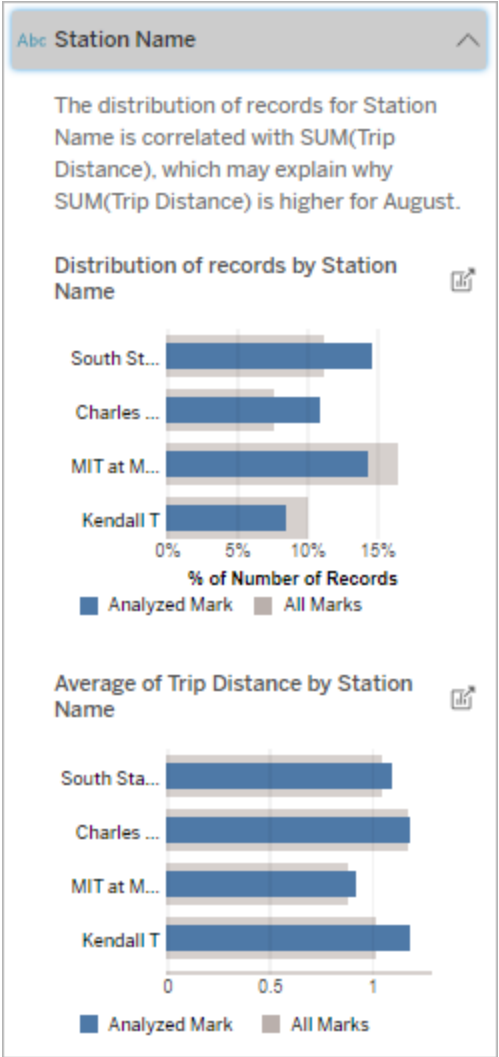 Abc Station Name
The distribution of records for Station
Name is correlated with SUM(Trip
Distance), which may explain why
SUM(Trip Distance) is higher for August.
Distribution of records by Station
Name
South St...
Charles ...
MIT at M...
Kendall T
0% 5% 10% 15%
% of Number of Records
Analyzed Mark All Marks
Average of Trip Distance by Station
Name
South Sta...
Charles ...
MIT at M...
Kendall T
0 0.5 1
Analyzed Mark All Marks